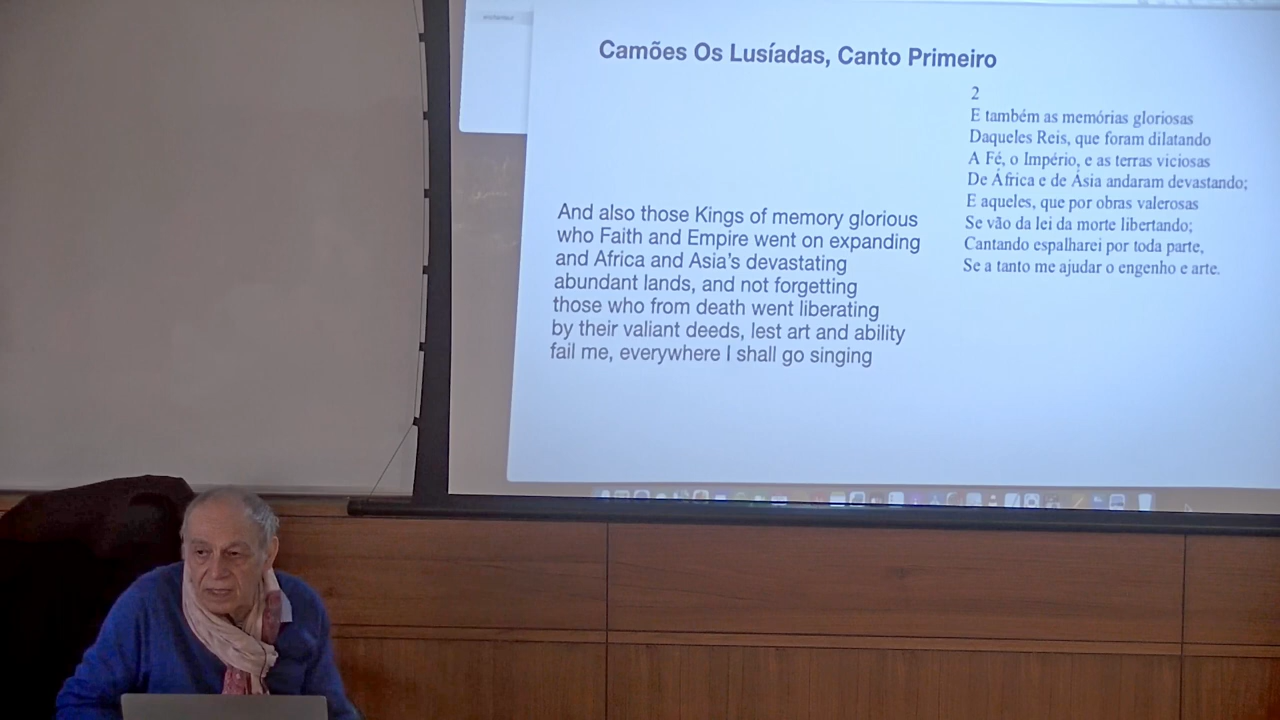 Camões Os Lusíadas, Canto Primeiro
And also those Kings of memory glorious
who Faith and Empire went on expanding
and Africa and Asia’s devastating
abundant lands, and not forgetting
those who from death went liberating
by their valiant deeds, lest art and ability
fail me, everywhere I shall go singing
2
E também as memórias gloriosas
Daqueles Reis, que foram dilatando
A Fé, o Império, e as terras viciosas
De África e de Ásia andaram devastando;
E aqueles, que por obras valerosas
Se vão da lei da morte libertando;
Cantando espalharei por toda parte,
Se a tanto me ajudar o engenho e arte.